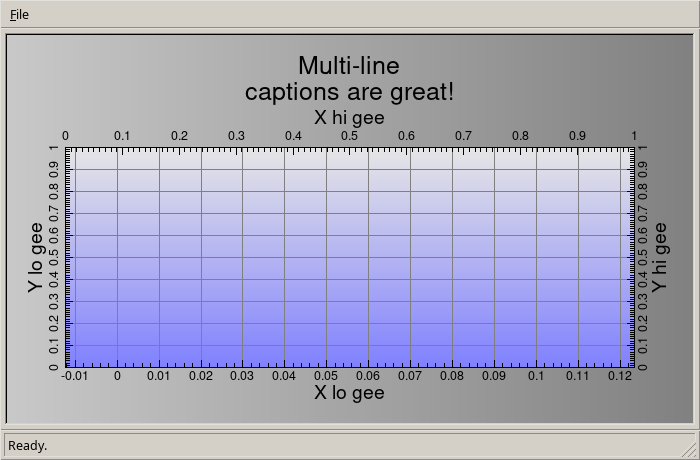 File
Multi-line
captions are great!
X hi gee
0 0.1 0.2 0.3 0.4 0.5 0.6 0.7 0.8 0.9 1
Y lo gee
0 0.1 0.2 0.3 0.4 0.5 0.6 0.7 0.8 0.9 1
0 0.1 0.2 0.3 0.4 0.5 0.6 0.7 0.8 0.9 1
Y hi gee
-0.01 0 0.01 0.02 0.03 0.04 0.05 0.06 0.07 0.08 0.09 0.1 0.11 0.12
X lo gee
Ready.